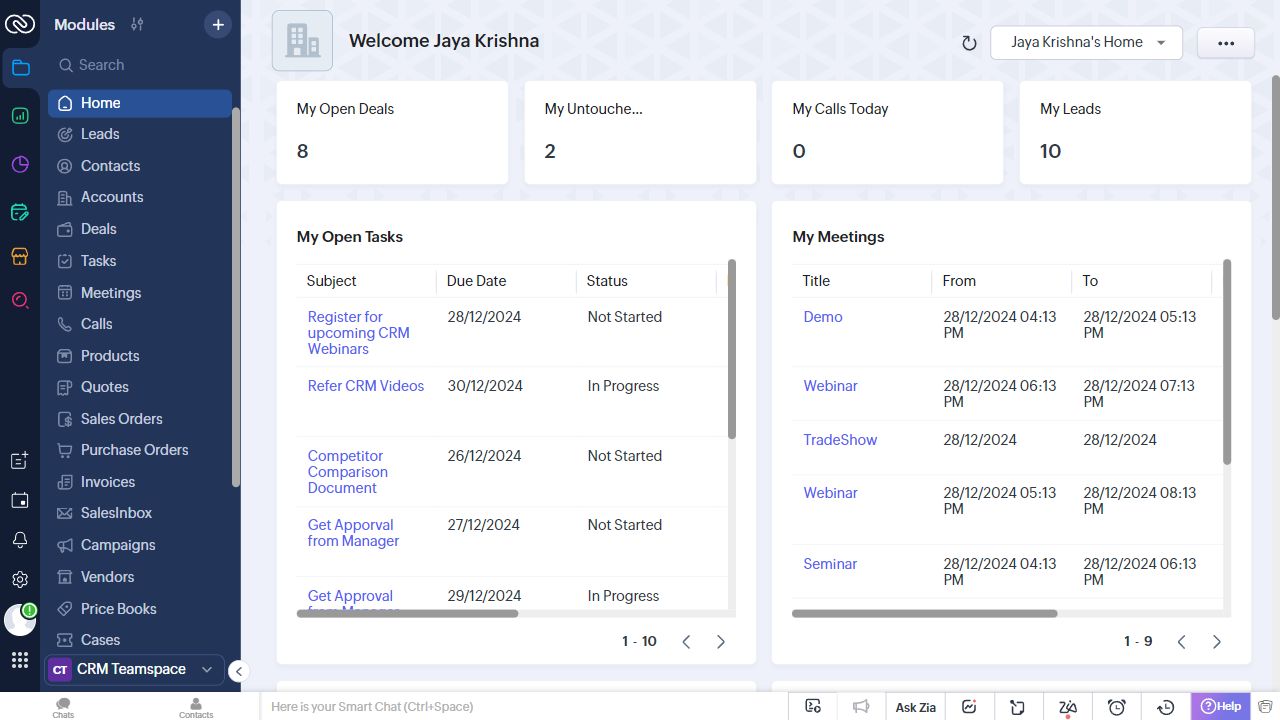 Modules
Search
Home
Leads
Contacts
Accounts
Deals
Tasks
Meetings
Calls
Products
Quotes
Sales Orders
Purchase Orders
Invoices
SalesInbox
Campaigns
Vendors
Price Books
Cases
CT CRM Teamspace
Welcome Jaya Krishna
Jaya Krishna's Home
My Open Deals
8
My Untouche...
2
My Calls Today
0
My Leads
10
My Open Tasks
Subject Due Date Status
Register for 28/12/2024 Not Started
upcoming CRM
Webinars
Refer CRM Videos 30/12/2024 In Progress
Competitor 26/12/2024 Not Started
Comparison
Document
Get Apporval 27/12/2024 Not Started
from Manager
Get Approval 29/12/2024 In Progress
from Manager
1 - 10
My Meetings
Title From To
Demo 28/12/2024 04:13 28/12/2024 05:13
PM PM
Webinar 28/12/2024 06:13 28/12/2024 07:13
PM PM
TradeShow 28/12/2024 28/12/2024
Webinar 28/12/2024 05:13 28/12/2024 08:13
PM PM
Seminar 28/12/2024 04:13 28/12/2024 06:13
PM PM
1 - 9
Chats
Contacts
Here is your Smart Chat (Ctrl+Space)
Ask Zia
Help